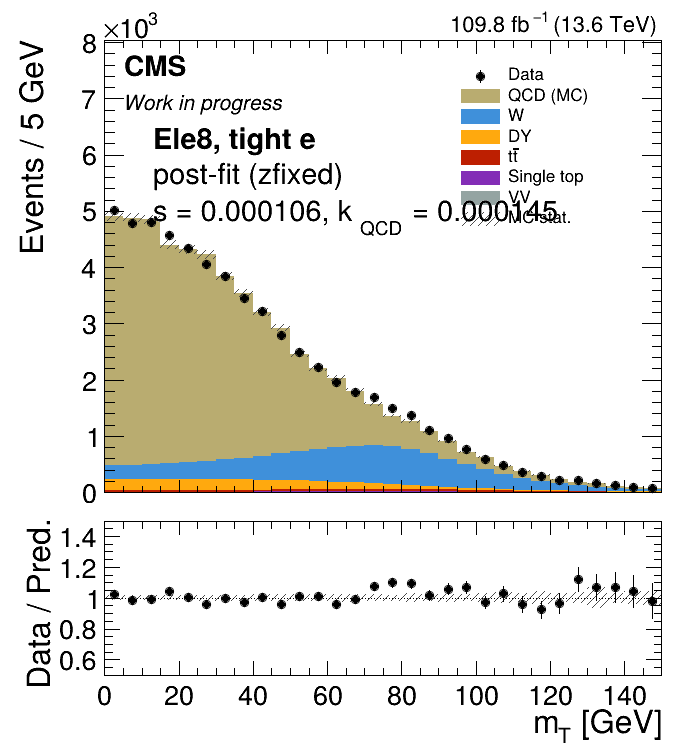 ×10³
109.8 fb⁻¹ (13.6 TeV)
Events / 5 GeV
8
7
6
5
4
3
2
1
0
CMS
Work in progress
Ele8, tight e
post-fit (zfixed)
s = 0.000106, k_QCD = 0.000145
Data
QCD (MC)
W
DY
tt̄
Single top
VV
MC stat.
Data / Pred.
1.4
1.2
1
0.8
0.6
0 20 40 60 80 100 120 140
m_T [GeV]